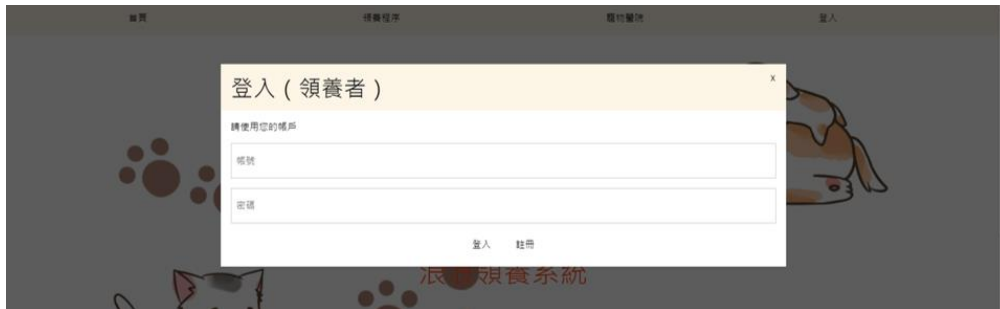 首頁 領養程序 寵物醫院 登入
登入(領養者) x
請使用您的帳戶
帳號
密碼
登入 註冊
浪 領養系統